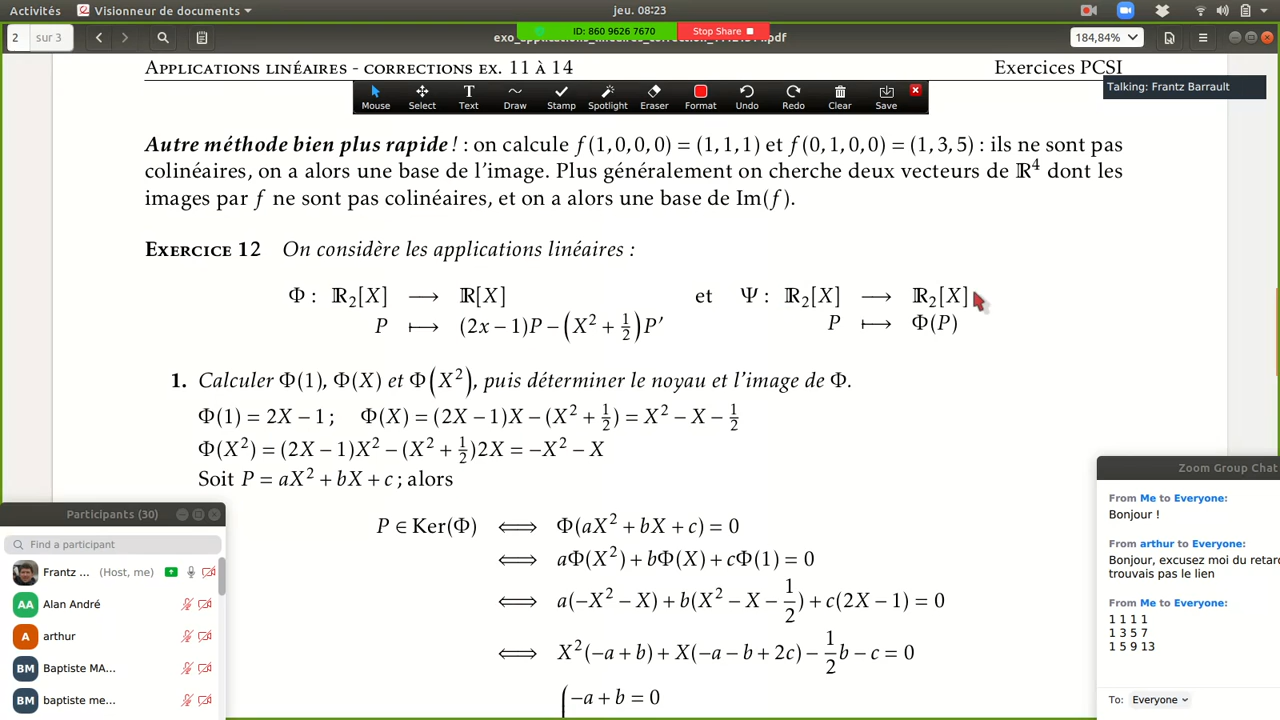 Activités
Visionneur de documents
jeu. 08:23
2
sur 3
ID: 860 9626 7670
Stop Share
184,84%
APPLICATIONS LINÉAIRES - CORRECTIONS EX. 11 À 14
Exercices PCSI
Mouse
Select
Text
Draw
Stamp
Spotlight
Eraser
Format
Undo
Redo
Clear
Save
Talking: Frantz Barrault
Autre méthode bien plus rapide ! : on calcule f(1,0,0,0) = (1,1,1) et f(0,1,0,0) = (1,3,5) : ils ne sont pas
colinéaires, on a alors une base de l'image. Plus généralement on cherche deux vecteurs de ℝ⁴ dont les
images par f ne sont pas colinéaires, et on a alors une base de Im(f).
EXERCICE 12 On considère les applications linéaires :
Φ : ℝ₂[X] ⟶ ℝ[X] et Ψ : ℝ₂[X] ⟶ ℝ₂[X]
P ⟼ (2x − 1)P − (X² + 1/2)P′ P ⟼ Φ(P)
1. Calculer Φ(1), Φ(X) et Φ(X²), puis déterminer le noyau et l'image de Φ.
Φ(1) = 2X − 1 ; Φ(X) = (2X − 1)X − (X² + 1/2) = X² − X − 1/2
Φ(X²) = (2X − 1)X² − (X² + 1/2)2X = −X² − X
Soit P = aX² + bX + c ; alors
P ∈ Ker(Φ) ⟺ Φ(aX² + bX + c) = 0
⟺ aΦ(X²) + bΦ(X) + cΦ(1) = 0
⟺ a(−X² − X) + b(X² − X − 1/2) + c(2X − 1) = 0
⟺ X²(−a + b) + X(−a − b + 2c) − 1/2 b − c = 0
−a + b = 0
Participants (30)
Find a participant
Frantz ... (Host, me)
AA Alan André
A arthur
BM Baptiste MA...
BM baptiste me...
Zoom Group Chat
From Me to Everyone:
Bonjour !
From arthur to Everyone:
Bonjour, excusez moi du retard
trouvais pas le lien
From Me to Everyone:
1 1 1 1
1 3 5 7
1 5 9 13
To: Everyone